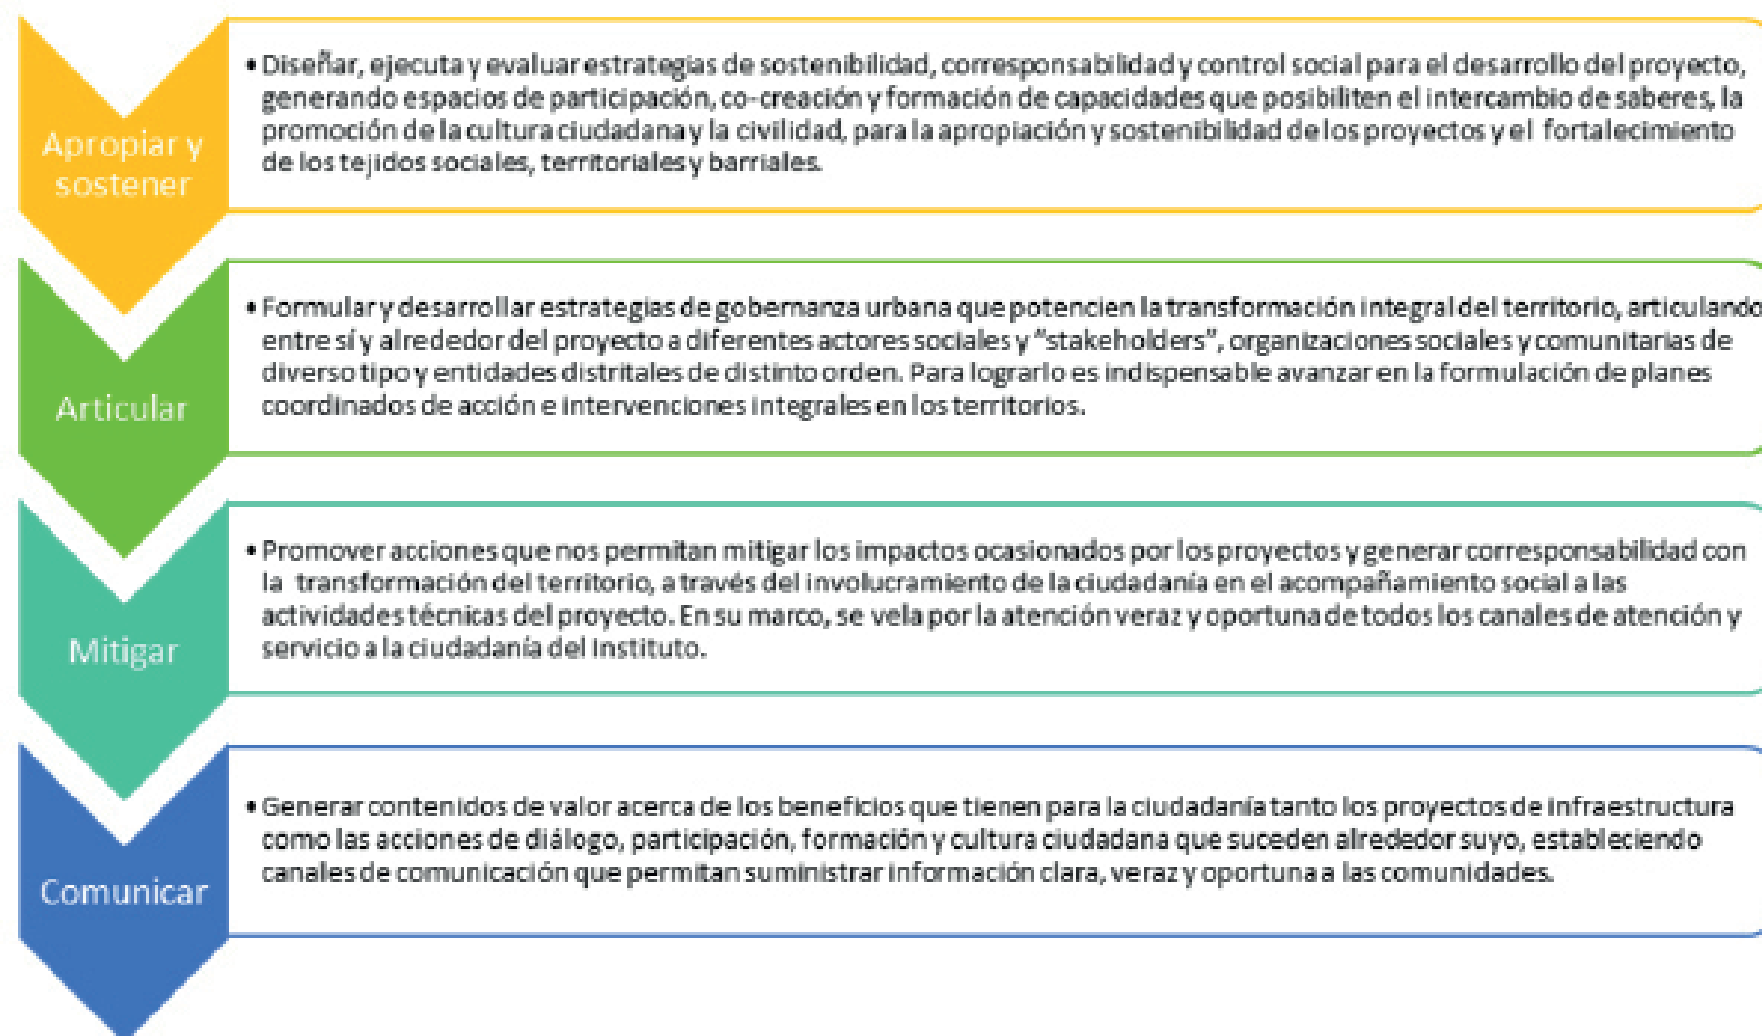 Apropiar y
sostener
• Diseñar, ejecuta y evaluar estrategias de sostenibilidad, corresponsabilidad y control social para el desarrollo del proyecto,
generando espacios de participación, co-creación y formación de capacidades que posibiliten el intercambio de saberes, la
promoción de la cultura ciudadana y la civilidad, para la apropiación y sostenibilidad de los proyectos y el fortalecimiento
de los tejidos sociales, territoriales y barriales.
Articular
• Formular y desarrollar estrategias de gobernanza urbana que potencien la transformación integral del territorio, articulando
entre sí y alrededor del proyecto a diferentes actores sociales y “stakeholders”, organizaciones sociales y comunitarias de
diverso tipo y entidades distritales de distinto orden. Para lograrlo es indispensable avanzar en la formulación de planes
coordinados de acción e intervenciones integrales en los territorios.
Mitigar
• Promover acciones que nos permitan mitigar los impactos ocasionados por los proyectos y generar corresponsabilidad con
la transformación del territorio, a través del involucramiento de la ciudadanía en el acompañamiento social a las
actividades técnicas del proyecto. En su marco, se vela por la atención veraz y oportuna de todos los canales de atención y
servicio a la ciudadanía del Instituto.
Comunicar
• Generar contenidos de valor acerca de los beneficios que tienen para la ciudadanía tanto los proyectos de infraestructura
como las acciones de diálogo, participación, formación y cultura ciudadana que suceden alrededor suyo, estableciendo
canales de comunicación que permitan suministrar información clara, veraz y oportuna a las comunidades.